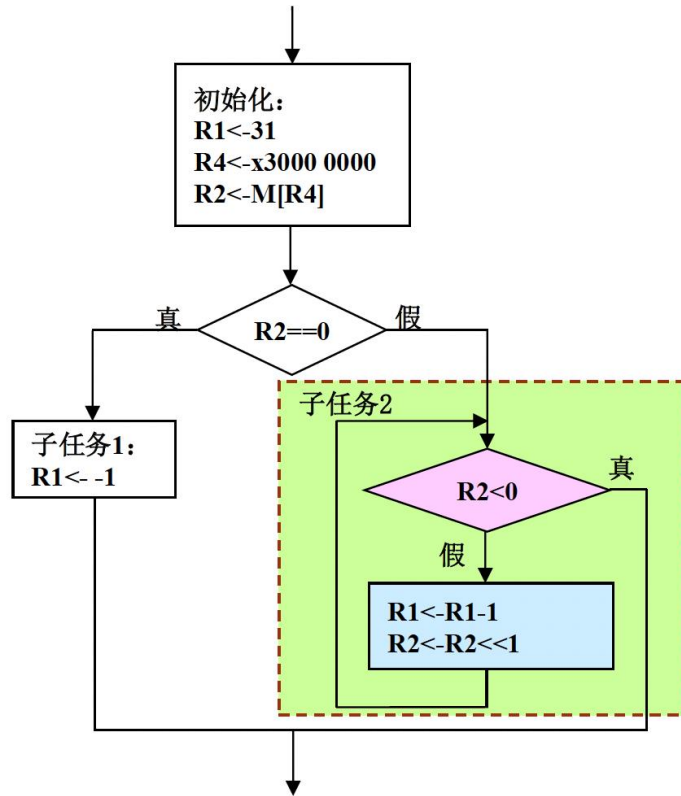 初始化：
R1<-31
R4<-x3000 0000
R2<-M[R4]
真
R2==0
假
子任务1：
R1<- -1
子任务2
R2<0
真
假
R1<-R1-1
R2<-R2<<1